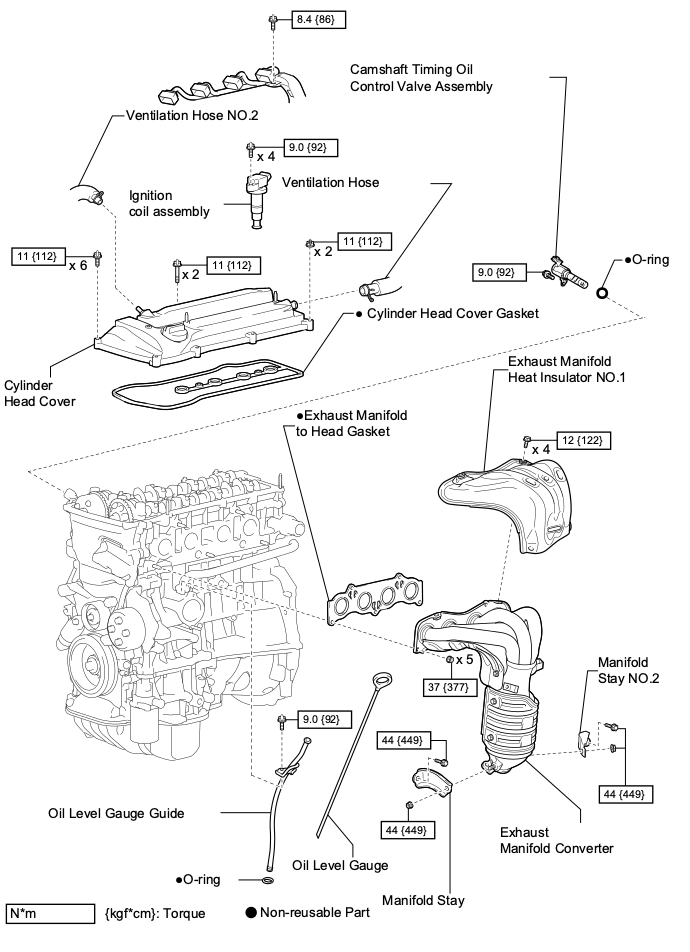 8.4 {86}
Camshaft Timing Oil
Control Valve Assembly
Ventilation Hose NO.2
9.0 {92}
x 4
Ventilation Hose
Ignition
coil assembly
11 {112}
x 6
11 {112}
x 2
11 {112}
x 2
9.0 {92}
●O-ring
● Cylinder Head Cover Gasket
Cylinder
Head Cover
Exhaust Manifold
Heat Insulator NO.1
●Exhaust Manifold
to Head Gasket
12 {122}
x 4
x 5
37 {377}
Manifold
Stay NO.2
9.0 {92}
44 {449}
44 {449}
44 {449}
Oil Level Gauge Guide
Exhaust
Manifold Converter
Oil Level Gauge
●O-ring
Manifold Stay
N*m
{kgf*cm}: Torque
● Non-reusable Part